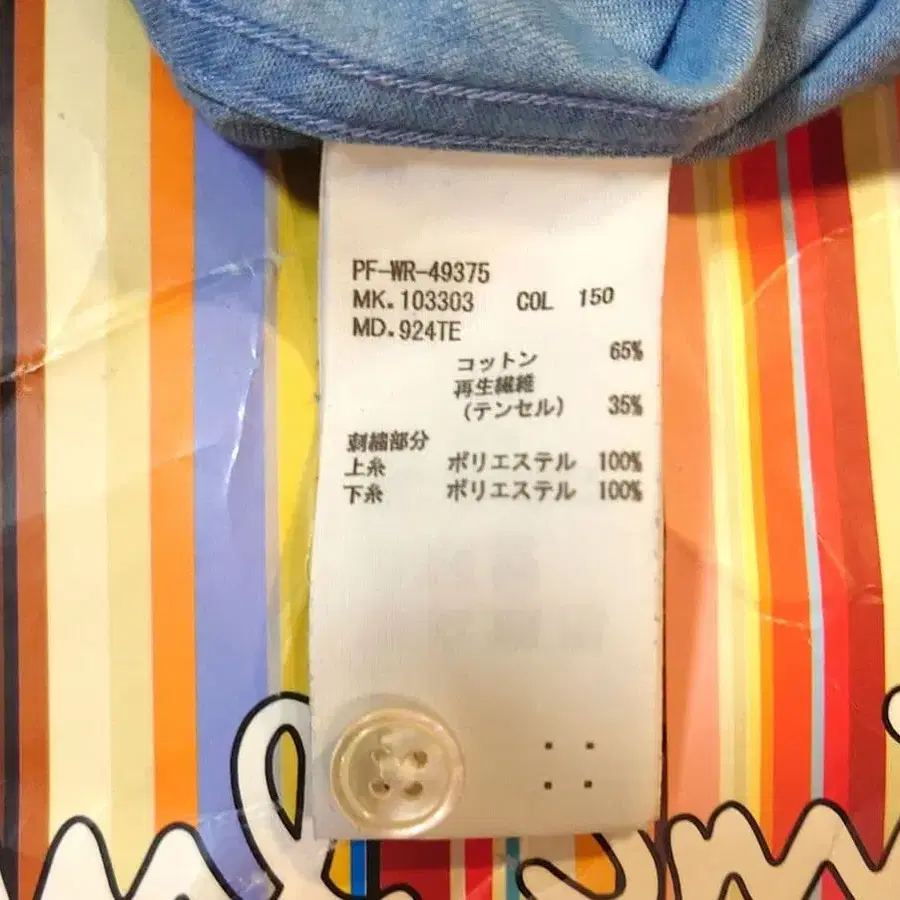 PF-WR-49375
MK.103303 COL 150
MD.924TE
コットン 65%
再生繊維
(テンセル) 35%
刺繍部分
上糸 ポリエステル 100%
下糸 ポリエステル 100%